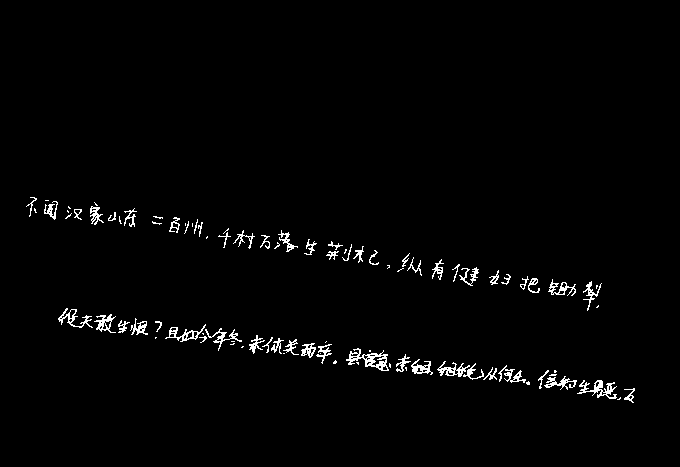 不闻汉家山东二百州,千村万落生荆杞,纵有健妇把锄犁,
役夫敢生恨?且如今年冬,未休关西卒。县官急索租,租税从何出。信知生男恶,反